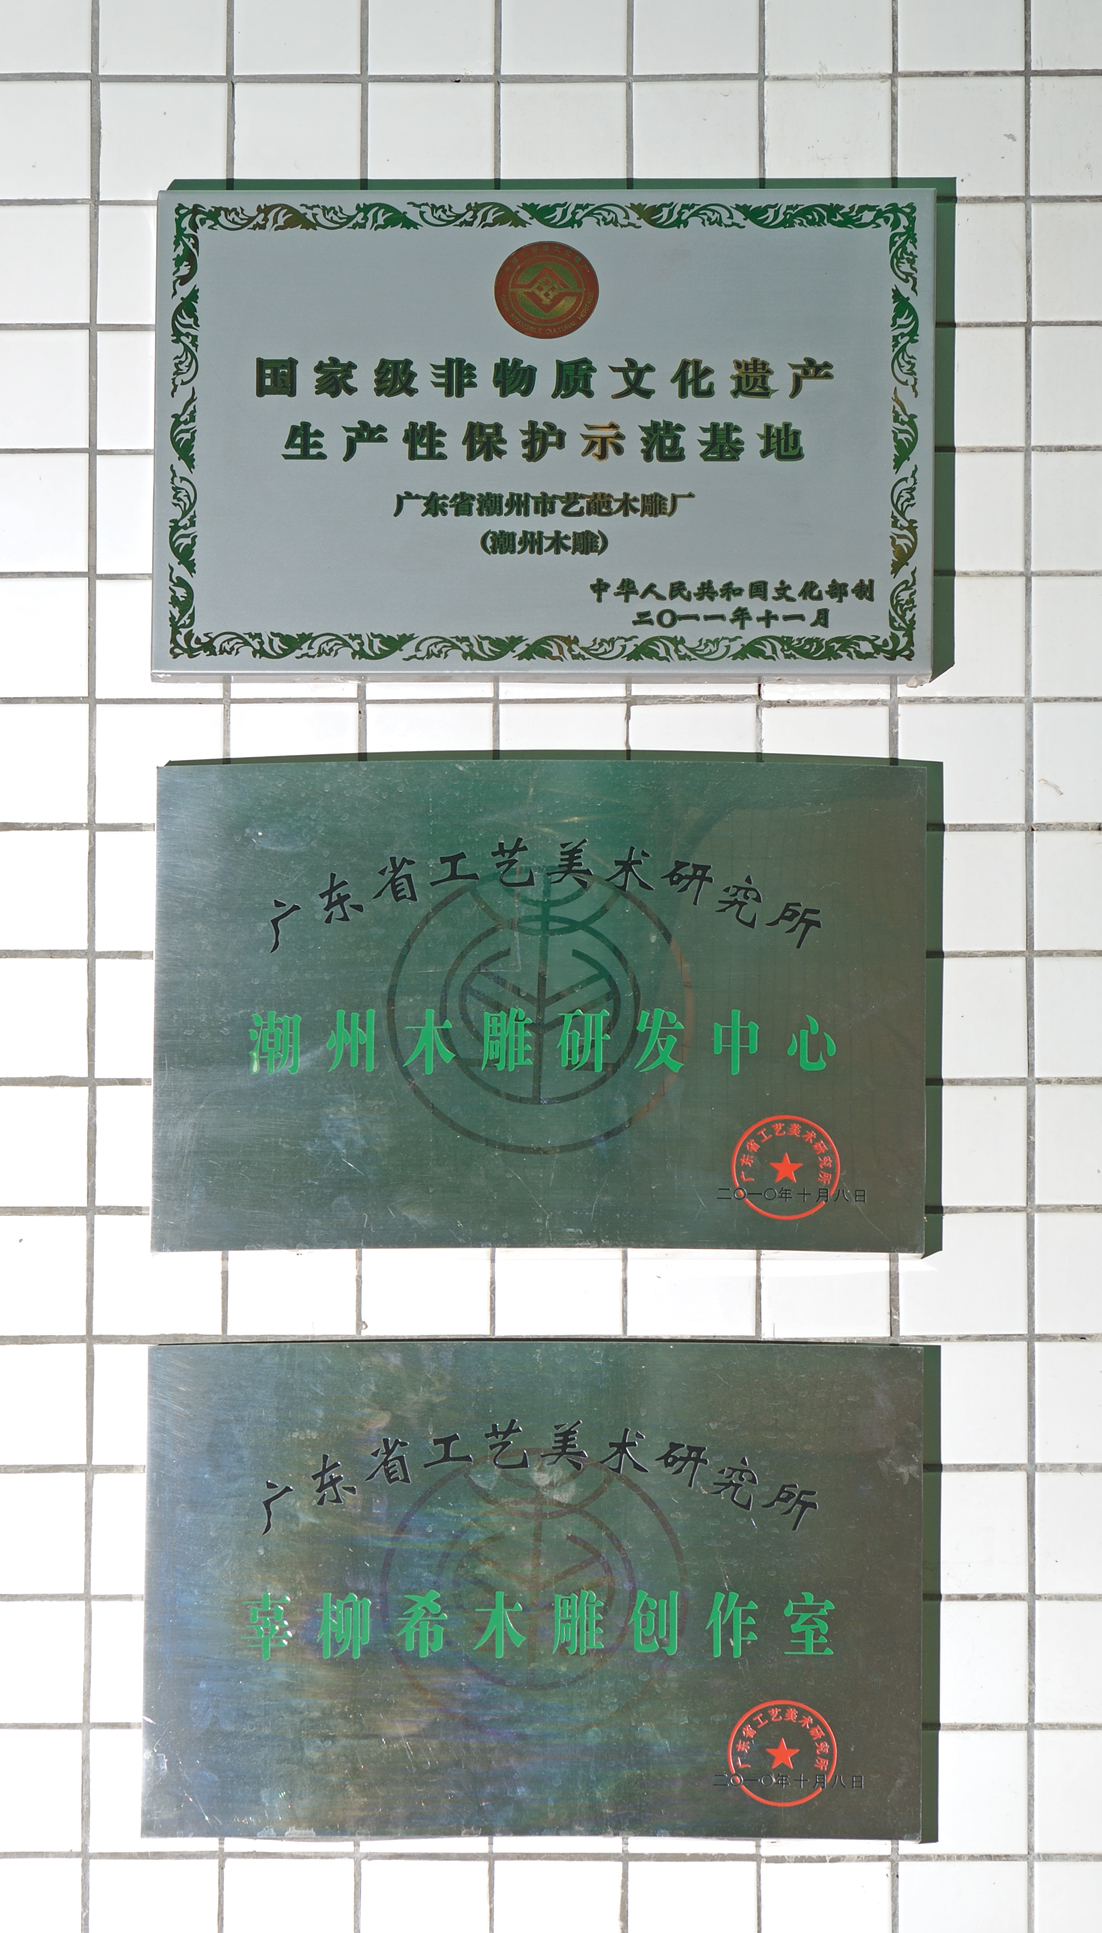 国家级非物质文化遗产
生产性保护示范基地
广东省潮州市艺葩木雕厂
(潮州木雕)
中华人民共和国文化部制
二〇一一年十一月
广东省工艺美术研究所
潮州木雕研发中心
广东省工艺美术研究所
二〇一〇年十月八日
广东省工艺美术研究所
辜柳希木雕创作室
广东省工艺美术研究所
二〇一〇年十月八日